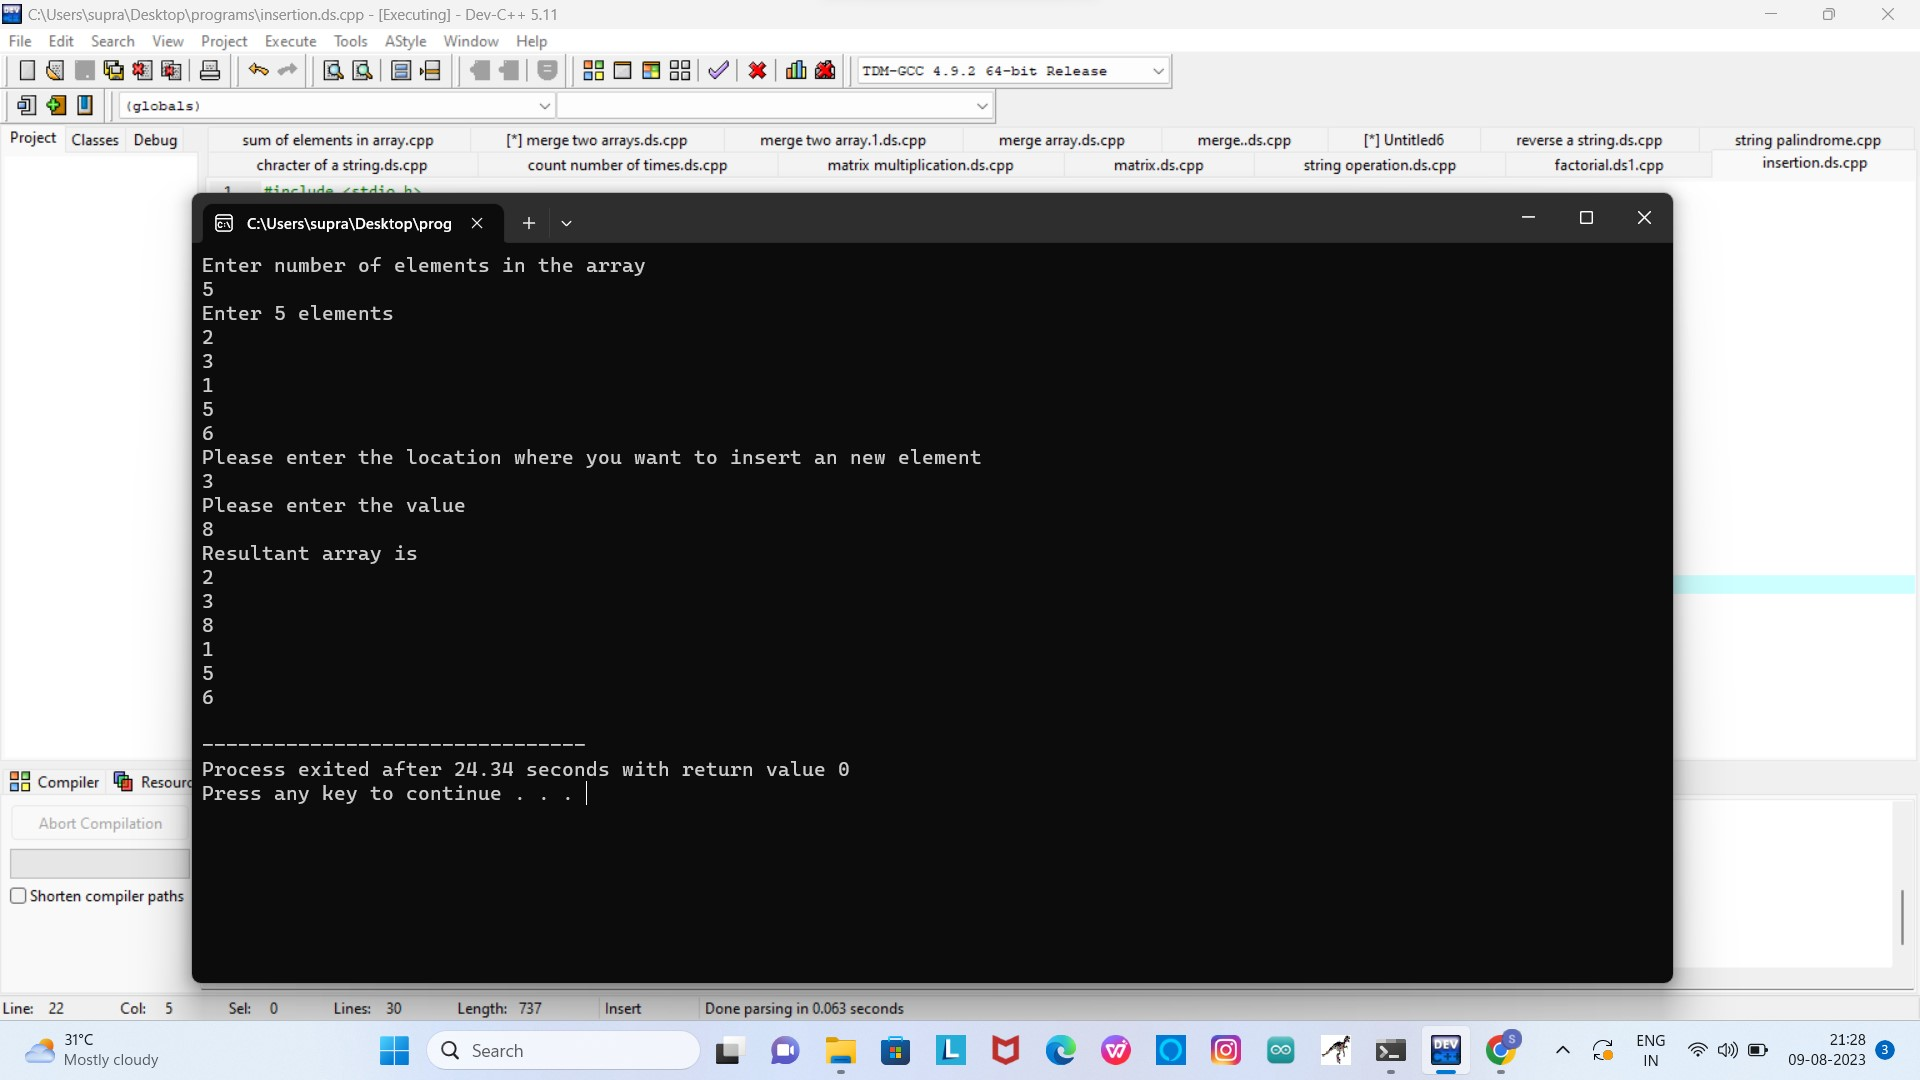 C:\Users\supra\Desktop\programs\insertion.ds.cpp - [Executing] - Dev-C++ 5.11
File Edit Search View Project Execute Tools AStyle Window Help
TDM-GCC 4.9.2 64-bit Release
(globals)
Project Classes Debug
sum of elements in array.cpp [*] merge two arrays.ds.cpp merge two array.1.ds.cpp merge array.ds.cpp merge..ds.cpp [*] Untitled6 reverse a string.ds.cpp string palindrome.cpp
chracter of a string.ds.cpp count number of times.ds.cpp matrix multiplication.ds.cpp matrix.ds.cpp string operation.ds.cpp factorial.ds1.cpp insertion.ds.cpp
1 #include <stdio.h>
C:\Users\supra\Desktop\prog
Enter number of elements in the array
5
Enter 5 elements
2
3
1
5
6
Please enter the location where you want to insert an new element
3
Please enter the value
8
Resultant array is
2
3
8
1
5
6
--------------------------------
Process exited after 24.34 seconds with return value 0
Press any key to continue . . .
Compiler Resourc
Abort Compilation
Shorten compiler paths
Line: 22 Col: 5 Sel: 0 Lines: 30 Length: 737 Insert Done parsing in 0.063 seconds
31°C
Mostly cloudy
Search
DEV
C++
S
ENG
IN
21:28
09-08-2023
3